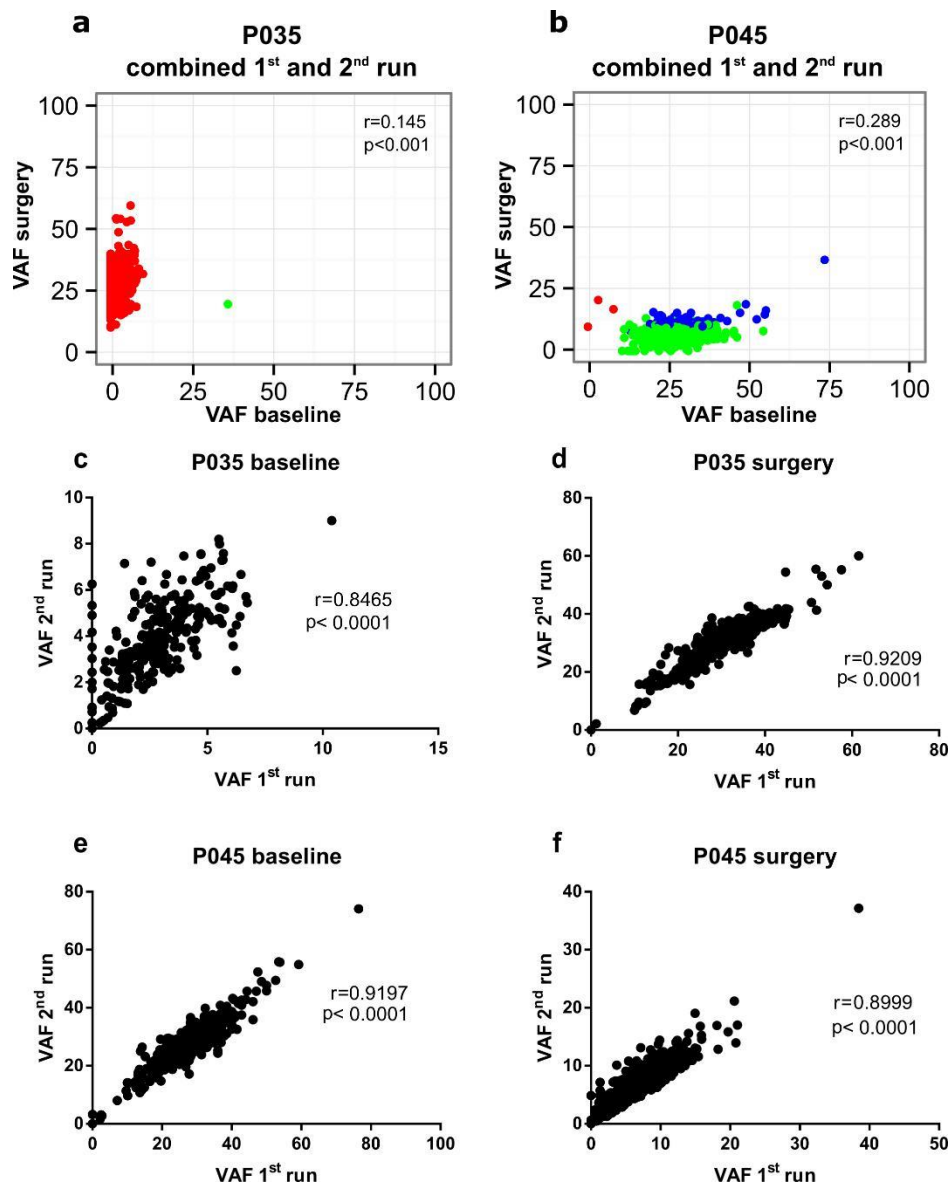 a
P035
combined 1st and 2nd run
r=0.145
p<0.001
VAF surgery
100
75
50
25
0
0 25 50 75 100
VAF baseline
b
P045
combined 1st and 2nd run
r=0.289
p<0.001
VAF surgery
100
75
50
25
0
0 25 50 75 100
VAF baseline
c
P035 baseline
VAF 2nd run
10
8
6
4
2
0
r=0.8465
p< 0.0001
0 5 10 15
VAF 1st run
d
P035 surgery
VAF 2nd run
80
60
40
20
0
r=0.9209
p< 0.0001
0 20 40 60 80
VAF 1st run
e
P045 baseline
VAF 2nd run
80
60
40
20
0
r=0.9197
p< 0.0001
0 20 40 60 80 100
VAF 1st run
f
P045 surgery
VAF 2nd run
40
30
20
10
0
r=0.8999
p< 0.0001
0 10 20 30 40 50
VAF 1st run